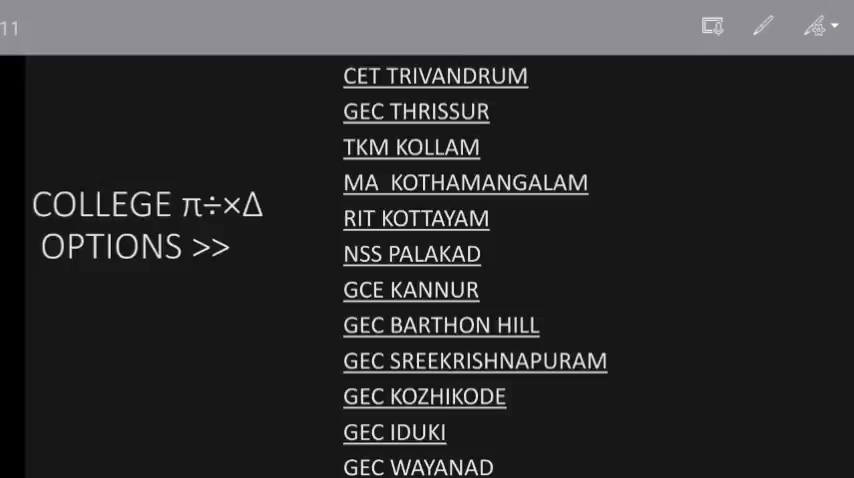 11
COLLEGE π÷×Δ
OPTIONS >>
CET TRIVANDRUM
GEC THRISSUR
TKM KOLLAM
MA KOTHAMANGALAM
RIT KOTTAYAM
NSS PALAKAD
GCE KANNUR
GEC BARTHON HILL
GEC SREEKRISHNAPURAM
GEC KOZHIKODE
GEC IDUKI
GEC WAYANAD